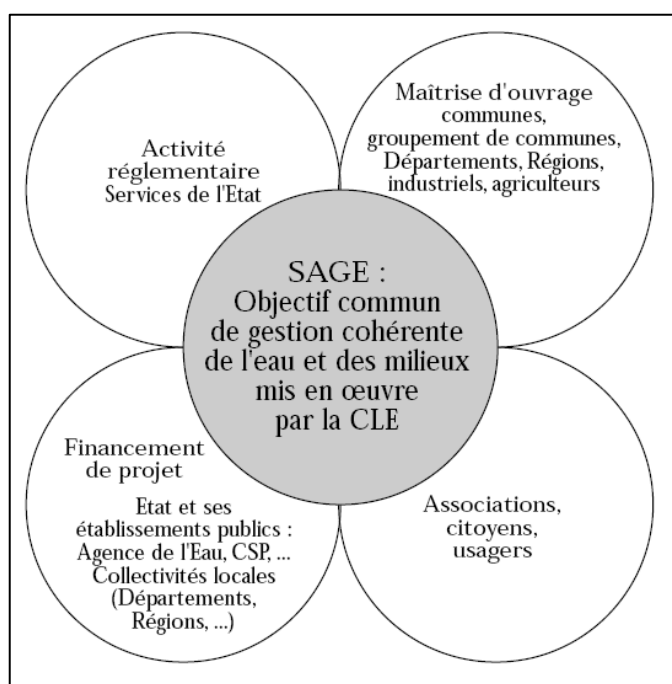 Activité
réglementaire
Services de l'Etat
Maîtrise d'ouvrage
communes,
groupement de communes,
Départements, Régions,
industriels, agriculteurs
SAGE :
Objectif commun
de gestion cohérente
de l'eau et des milieux
mis en œuvre
par la CLE
Financement
de projet
Etat et ses
établissements publics :
Agence de l'Eau, CSP, ...
Collectivités locales
(Départements,
Régions, ...)
Associations,
citoyens,
usagers